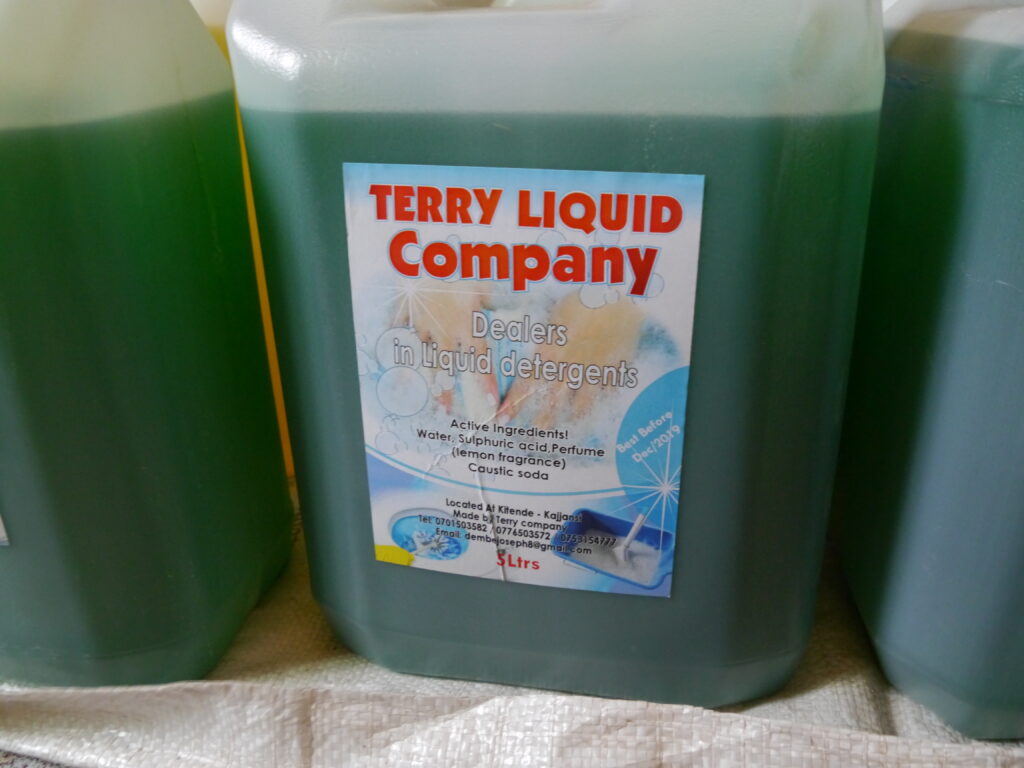 TERRY LIQUID
Company
Dealers
in Liquid detergents
Active Ingredients!
Water, Sulphuric acid,Perfume
(lemon fragrance)
Caustic soda
Best Before
Dec/2019
Located At Kitende - Kajjansi
Made by Terry company
Tel: 0701503582 / 0776503572 / 0753154777
Email: dembejoseph8@gmail.com
5Ltrs